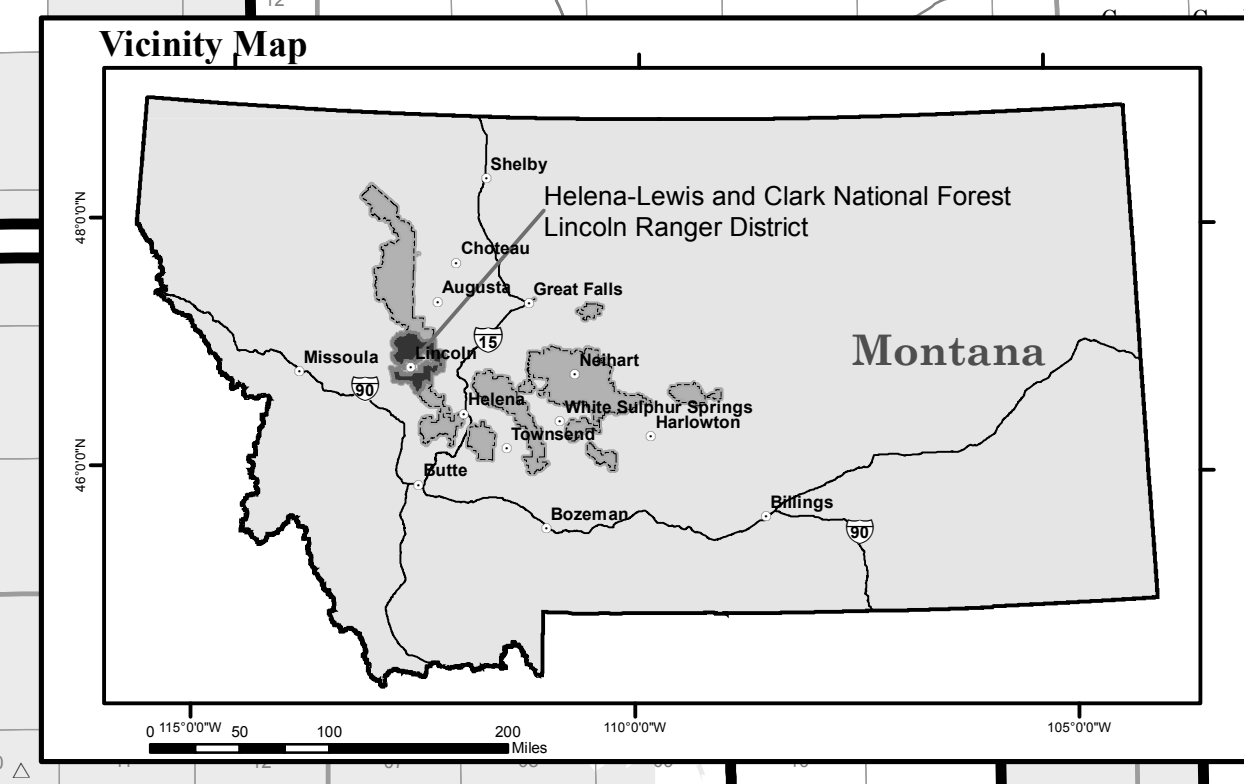 12
Vicinity Map
Shelby
Helena-Lewis and Clark National Forest
Lincoln Ranger District
48°0'0"N
Choteau
Augusta
Great Falls
15
Montana
Missoula
Lincoln
Neihart
90
Helena
White Sulphur Springs
Harlowton
Townsend
46°0'0"N
Butte
Billings
Bozeman
90
115°0'0"W
110°0'0"W
105°0'0"W
0 50 100 200
Miles